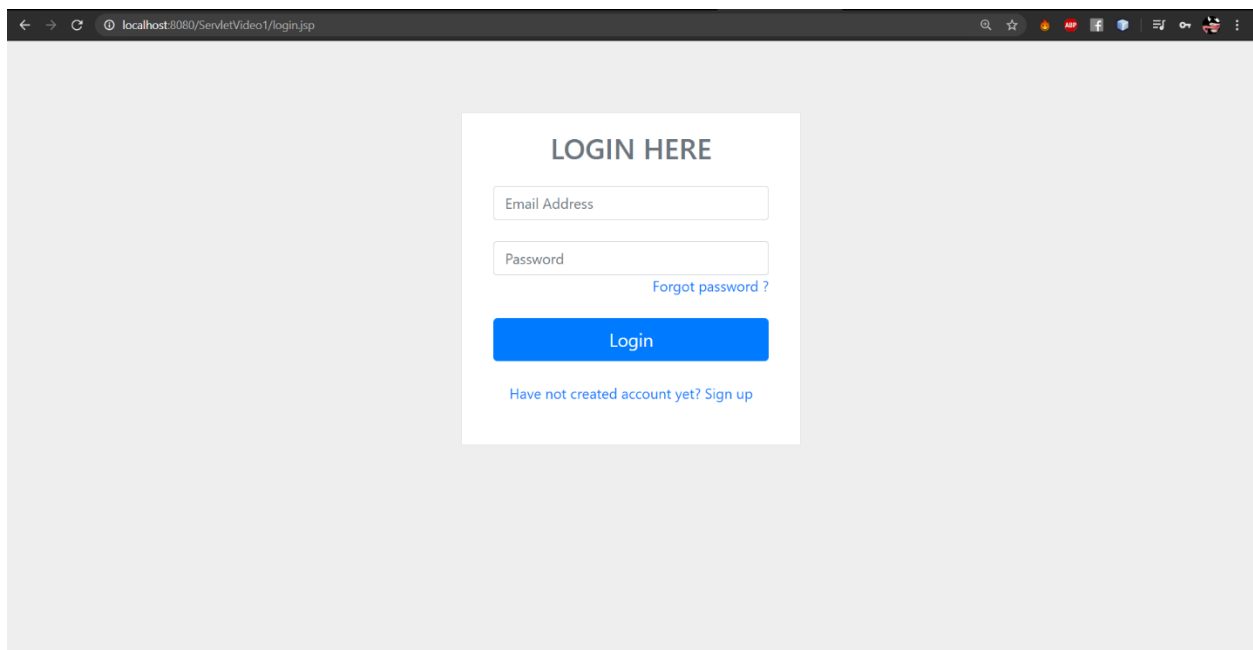 localhost:8080/ServletVideo1/login.jsp
ABP
LOGIN HERE
Email Address
Password
Forgot password ?
Login
Have not created account yet? Sign up